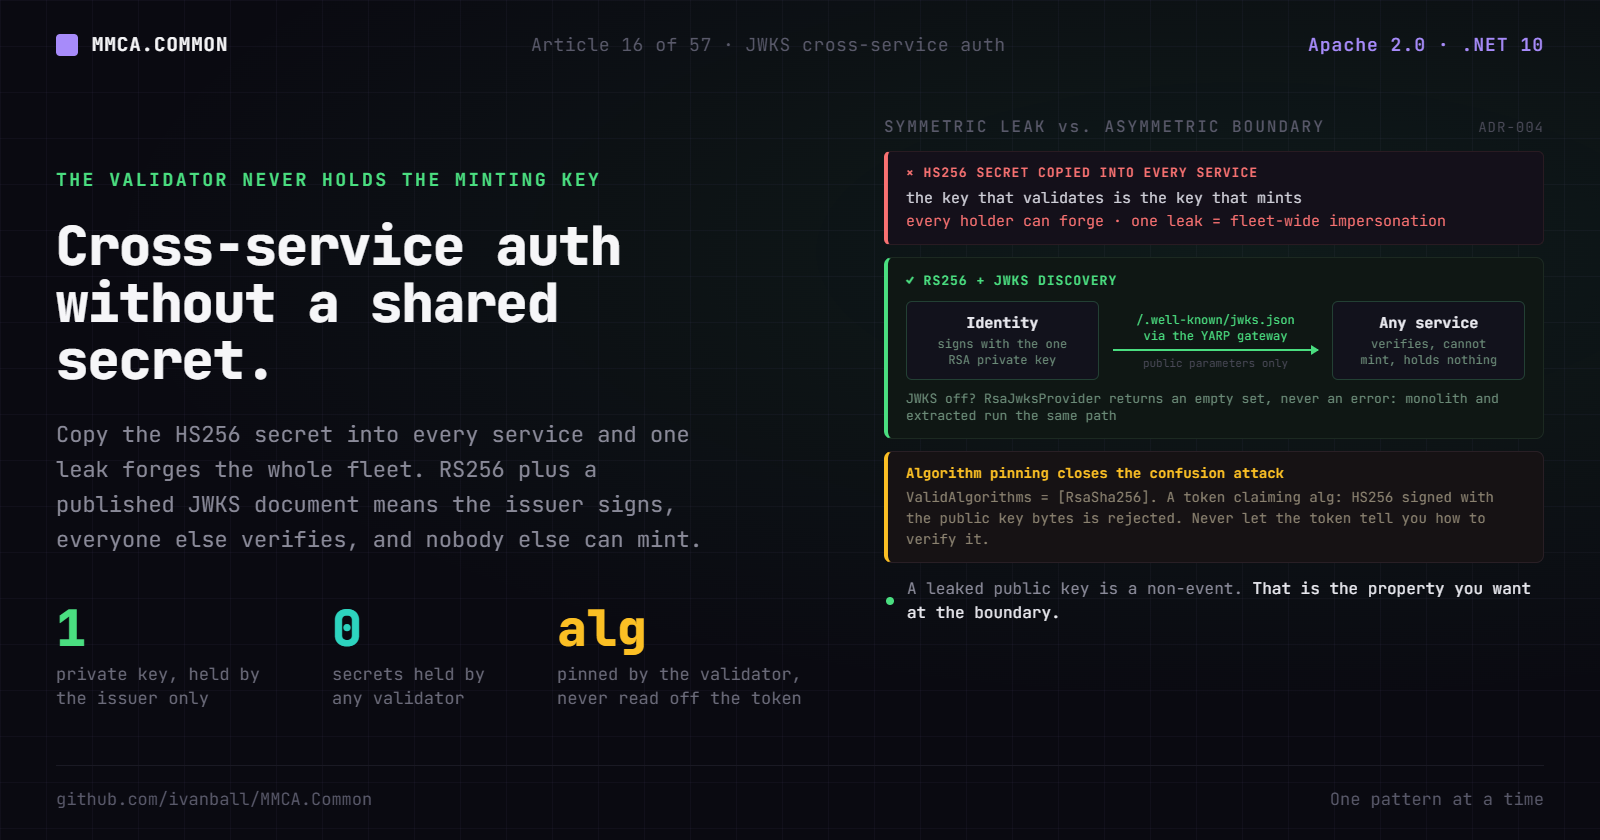 MMCA.COMMON
Article 16 of 57 · JWKS cross-service auth
Apache 2.0 · .NET 10
THE VALIDATOR NEVER HOLDS THE MINTING KEY
Cross-service auth
without a shared
secret.
Copy the HS256 secret into every service and one
leak forges the whole fleet. RS256 plus a
published JWKS document means the issuer signs,
everyone else verifies, and nobody else can mint.
1
private key, held by
the issuer only
0
secrets held by
any validator
alg
pinned by the validator,
never read off the token
SYMMETRIC LEAK vs. ASYMMETRIC BOUNDARY
ADR-004
× HS256 SECRET COPIED INTO EVERY SERVICE
the key that validates is the key that mints
every holder can forge · one leak = fleet-wide impersonation
✓ RS256 + JWKS DISCOVERY
Identity
signs with the one
RSA private key
/.well-known/jwks.json
via the YARP gateway
public parameters only
Any service
verifies, cannot
mint, holds nothing
JWKS off? RsaJwksProvider returns an empty set, never an error: monolith and
extracted run the same path
Algorithm pinning closes the confusion attack
ValidAlgorithms = [RsaSha256]. A token claiming alg: HS256 signed with
the public key bytes is rejected. Never let the token tell you how to
verify it.
A leaked public key is a non-event. That is the property you want
at the boundary.
github.com/ivanball/MMCA.Common
One pattern at a time